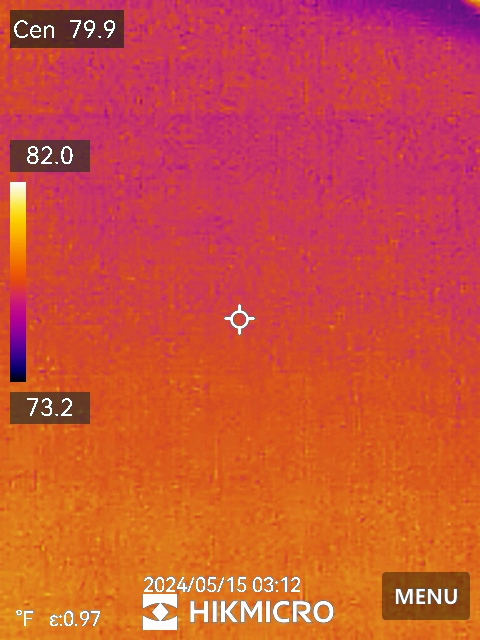 Cen 79.9
82.0
73.2
2024/05/15 03:12
°F ε:0.97
HIKMICRO
MENU